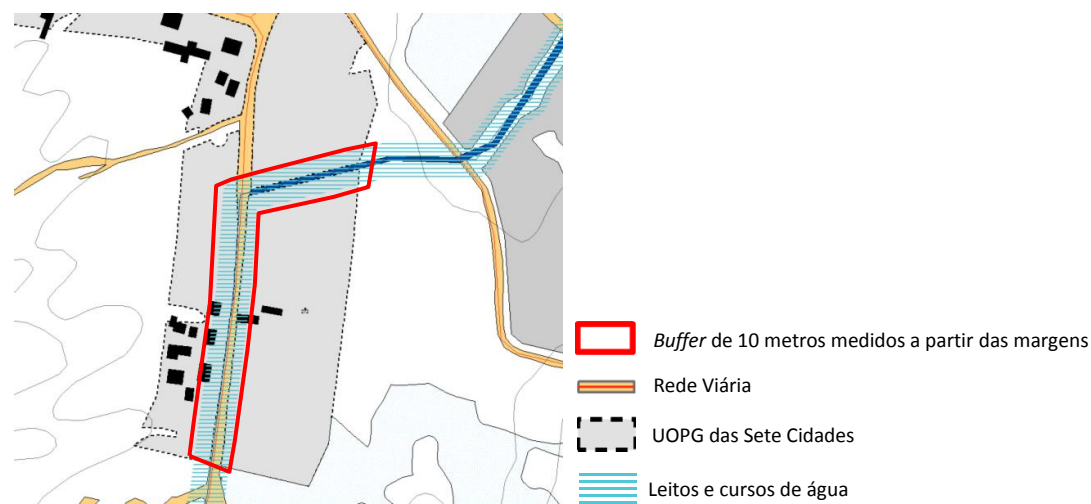 Buffer de 10 metros medidos a partir das margens
Rede Viária
UOPG das Sete Cidades
Leitos e cursos de água